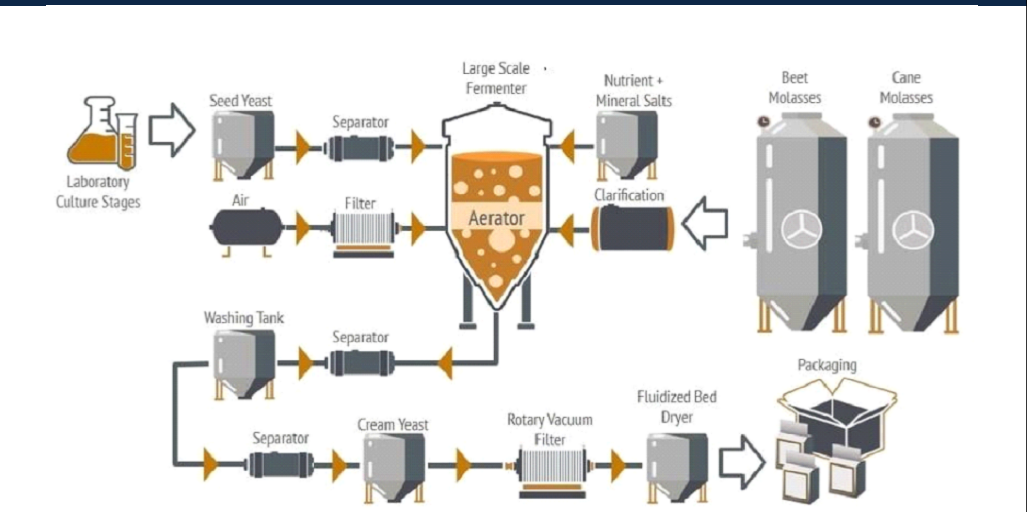 Large Scale
Fermenter
Nutrient +
Mineral Salts
Beet
Molasses
Cane
Molasses
Seed Yeast
Separator
Laboratory
Culture Stages
Air
Filter
Aerator
Clarification
Washing Tank
Separator
Packaging
Fluidized Bed
Dryer
Separator
Cream Yeast
Rotary Vacuum
Filter